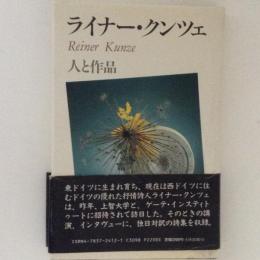 ライナー・クンツェ
Reiner Kunze
人と作品
東ドイツに生まれ育ち、現在は西ドイツに住
むドイツの優れた抒情詩人ライナー・クンツェ
は、昨年、上智大学と、ゲーテ・インスティト
ゥートに招待されて訪日した。そのときの講
演、インタヴューに、独日対訳の詩集を収録。